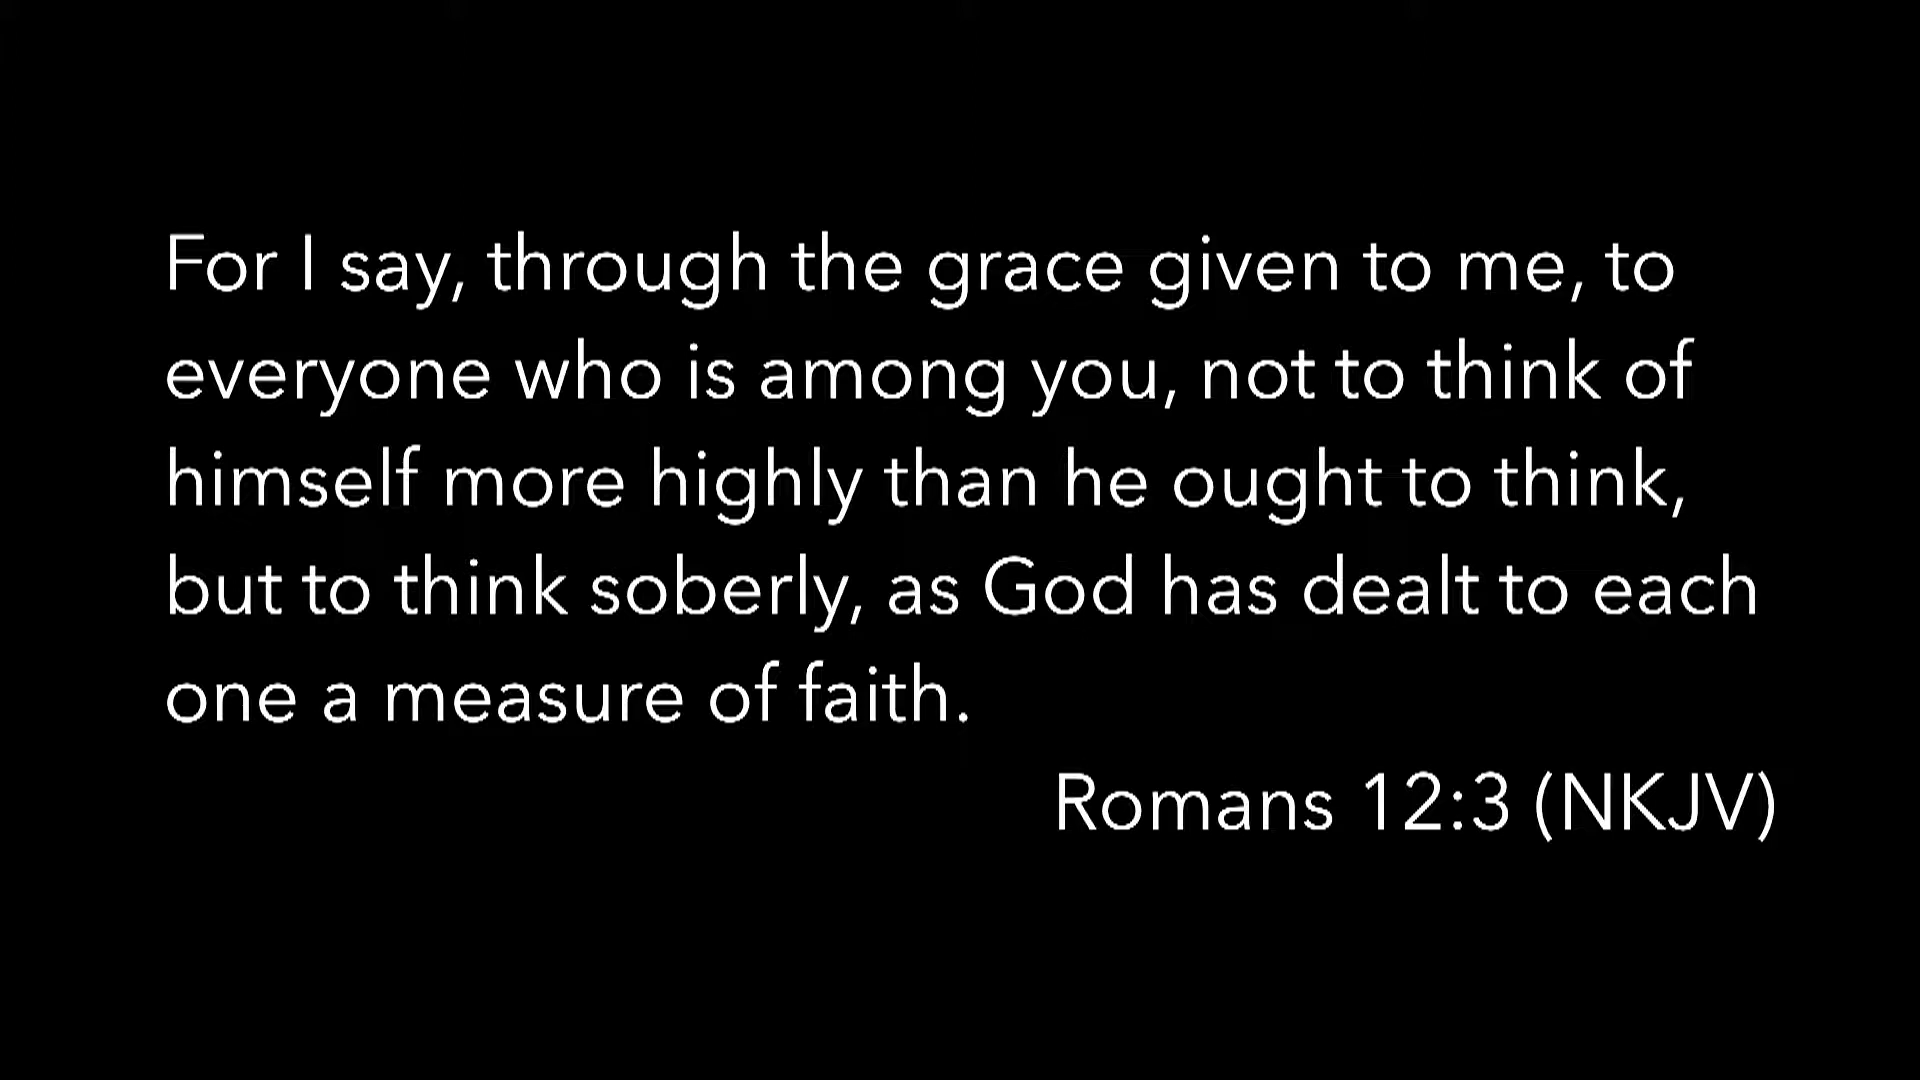 For I say, through the grace given to me, to
everyone who is among you, not to think of
himself more highly than he ought to think,
but to think soberly, as God has dealt to each
one a measure of faith.
Romans 12:3 (NKJV)